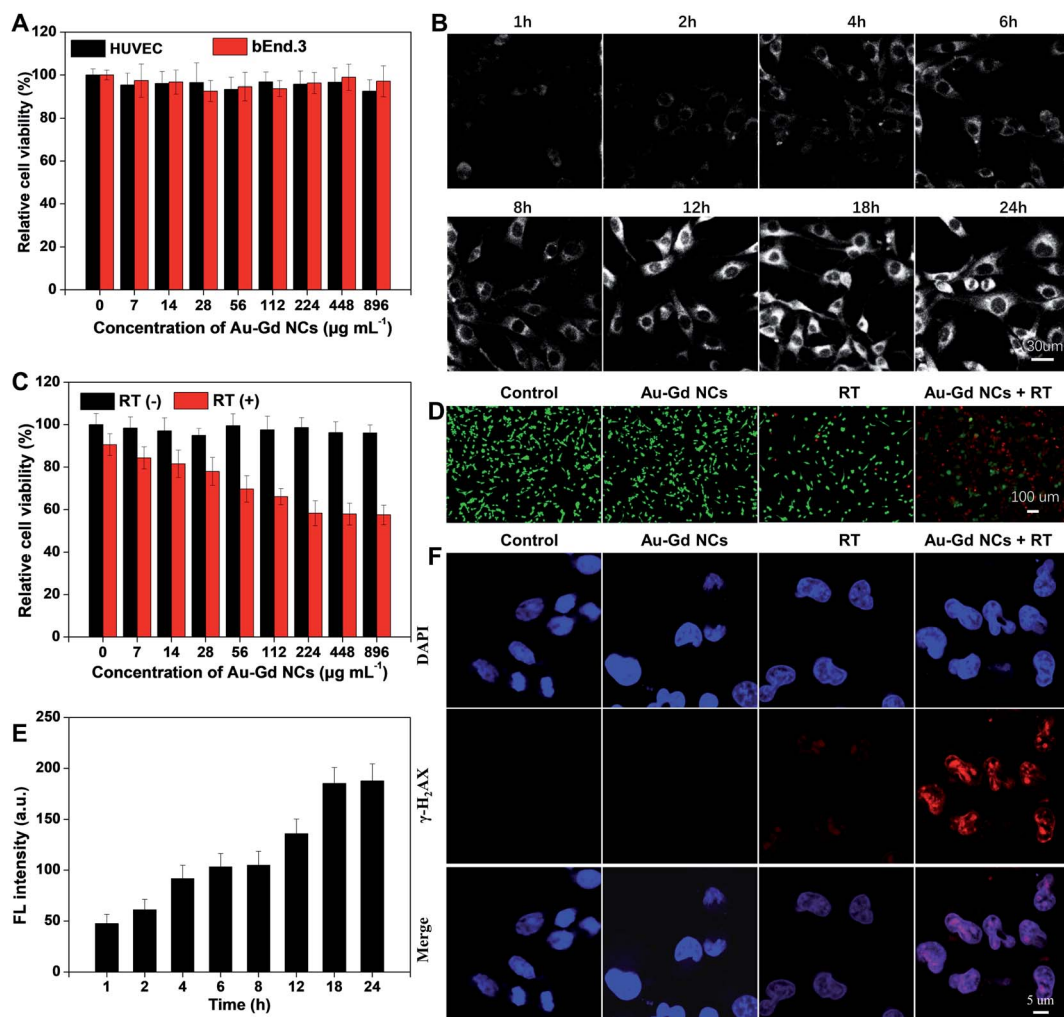 A
HUVEC bEnd.3
Relative cell viability (%)
120
100
80
60
40
20
0
0 7 14 28 56 112 224 448 896
Concentration of Au-Gd NCs (µg mL⁻¹)
B
1h 2h 4h 6h
8h 12h 18h 24h
30um
C
RT (-) RT (+)
Relative cell viability (%)
120
100
80
60
40
20
0
0 7 14 28 56 112 224 448 896
Concentration of Au-Gd NCs (µg mL⁻¹)
D
Control Au-Gd NCs RT Au-Gd NCs + RT
100 um
E
FL intensity (a.u.)
250
200
150
100
50
0
1 2 4 6 8 12 18 24
Time (h)
F
Control Au-Gd NCs RT Au-Gd NCs + RT
DAPI
γ-H₂AX
Merge
5 um